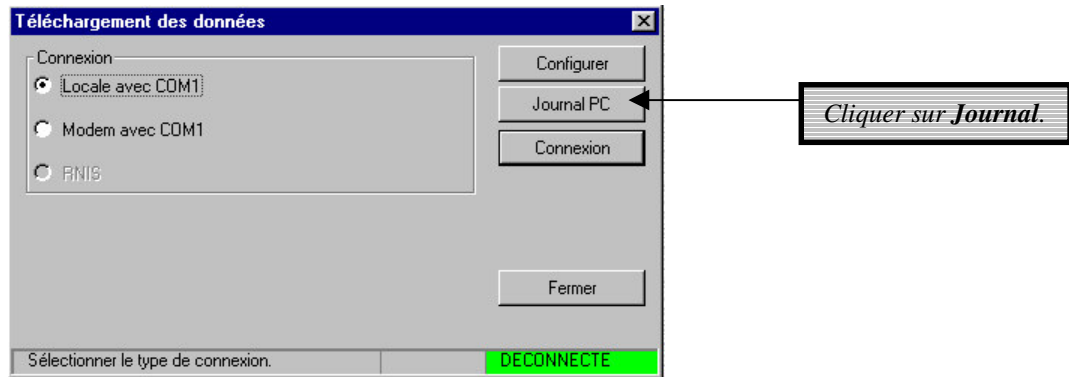 Téléchargement des données
Connexion
Locale avec COM1
Modem avec COM1
RNIS
Configurer
Journal PC
Connexion
Fermer
Sélectionner le type de connexion.
DECONNECTE
Cliquer sur Journal.